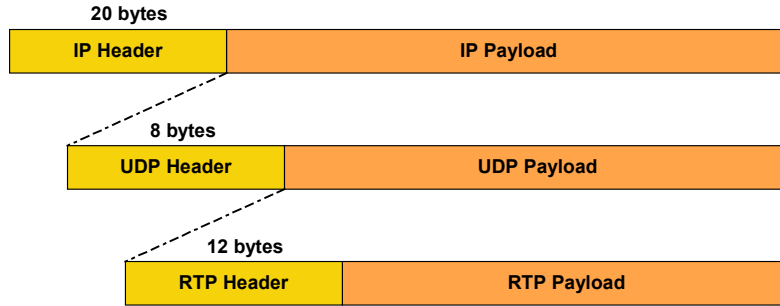 20 bytes
IP Header IP Payload
8 bytes
UDP Header UDP Payload
12 bytes
RTP Header RTP Payload